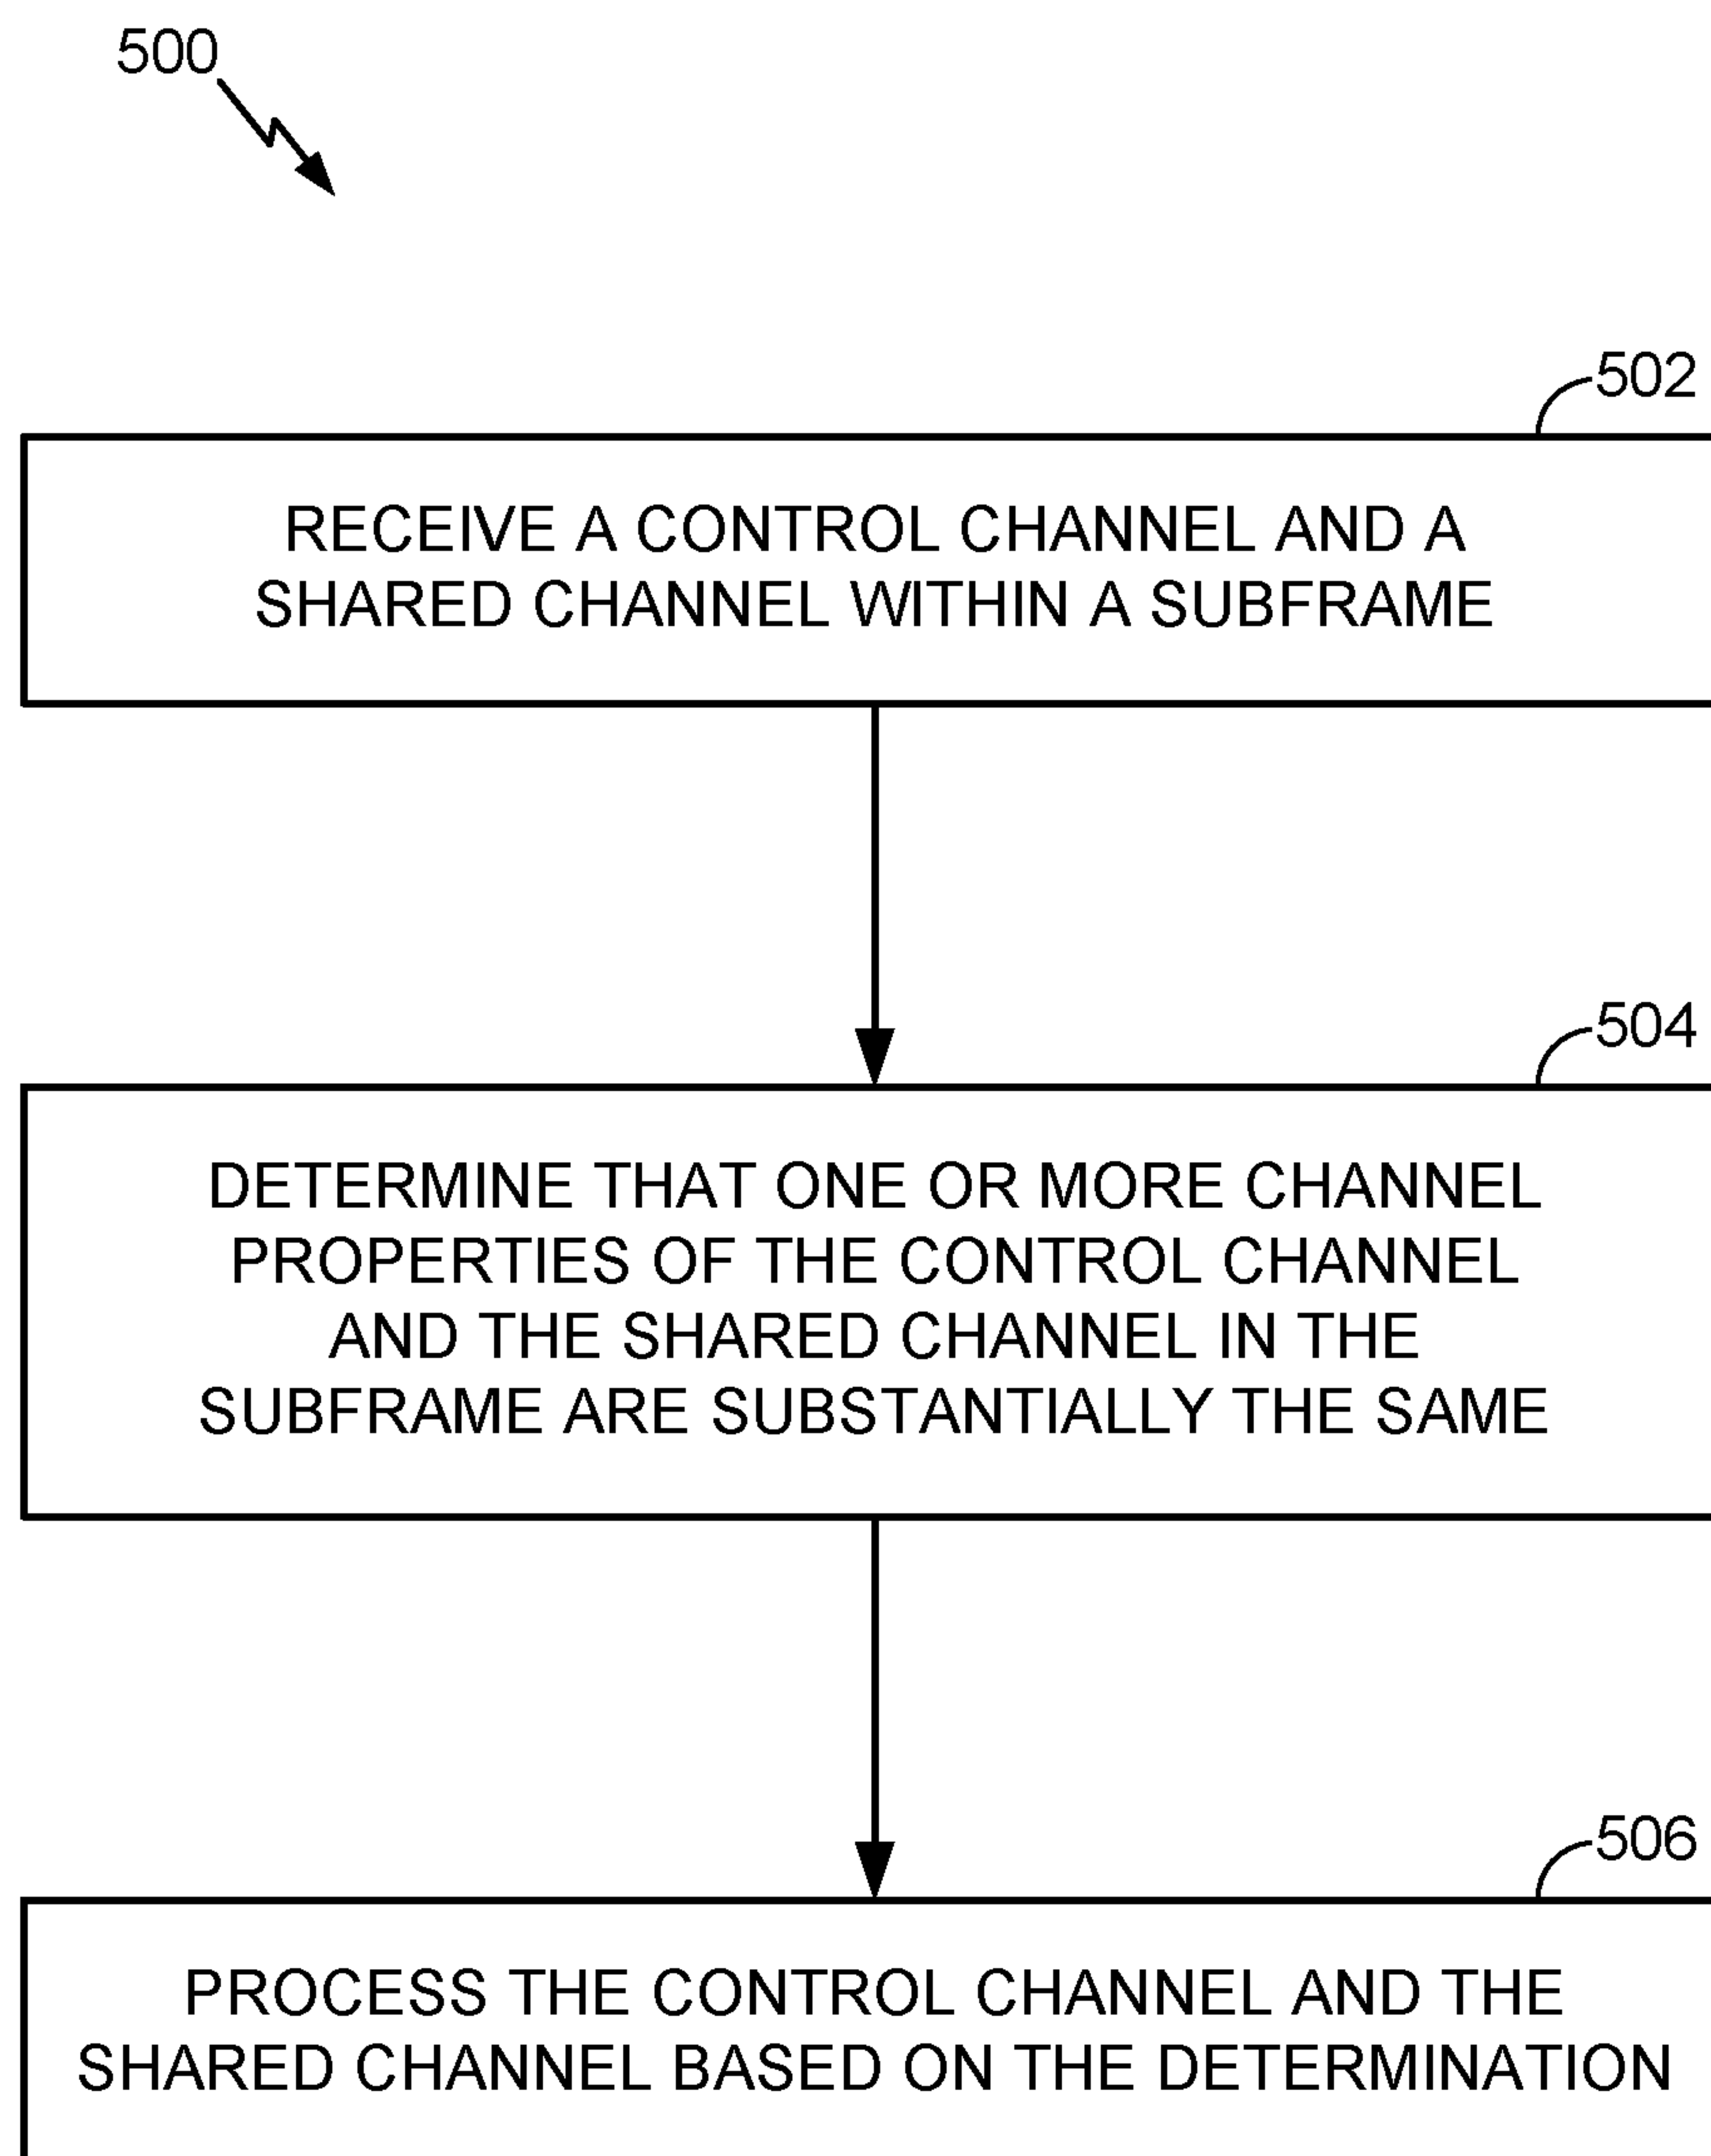 500
502
RECEIVE A CONTROL CHANNEL AND A
SHARED CHANNEL WITHIN A SUBFRAME
504
DETERMINE THAT ONE OR MORE CHANNEL
PROPERTIES OF THE CONTROL CHANNEL
AND THE SHARED CHANNEL IN THE
SUBFRAME ARE SUBSTANTIALLY THE SAME
506
PROCESS THE CONTROL CHANNEL AND THE
SHARED CHANNEL BASED ON THE DETERMINATION